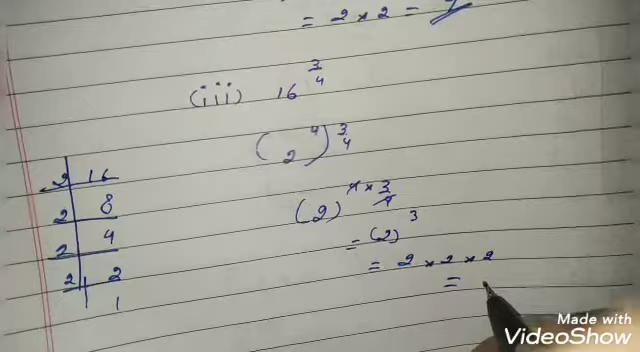 = 2 × 2 =
(iii) 16^(3/4)
(2^4)^(3/4)
(2)^(4 × 3/4)
= (2)^3
= 2 × 2 × 2
=
2 | 16
2 | 8
2 | 4
2 | 2
| 1
Made with
VideoShow